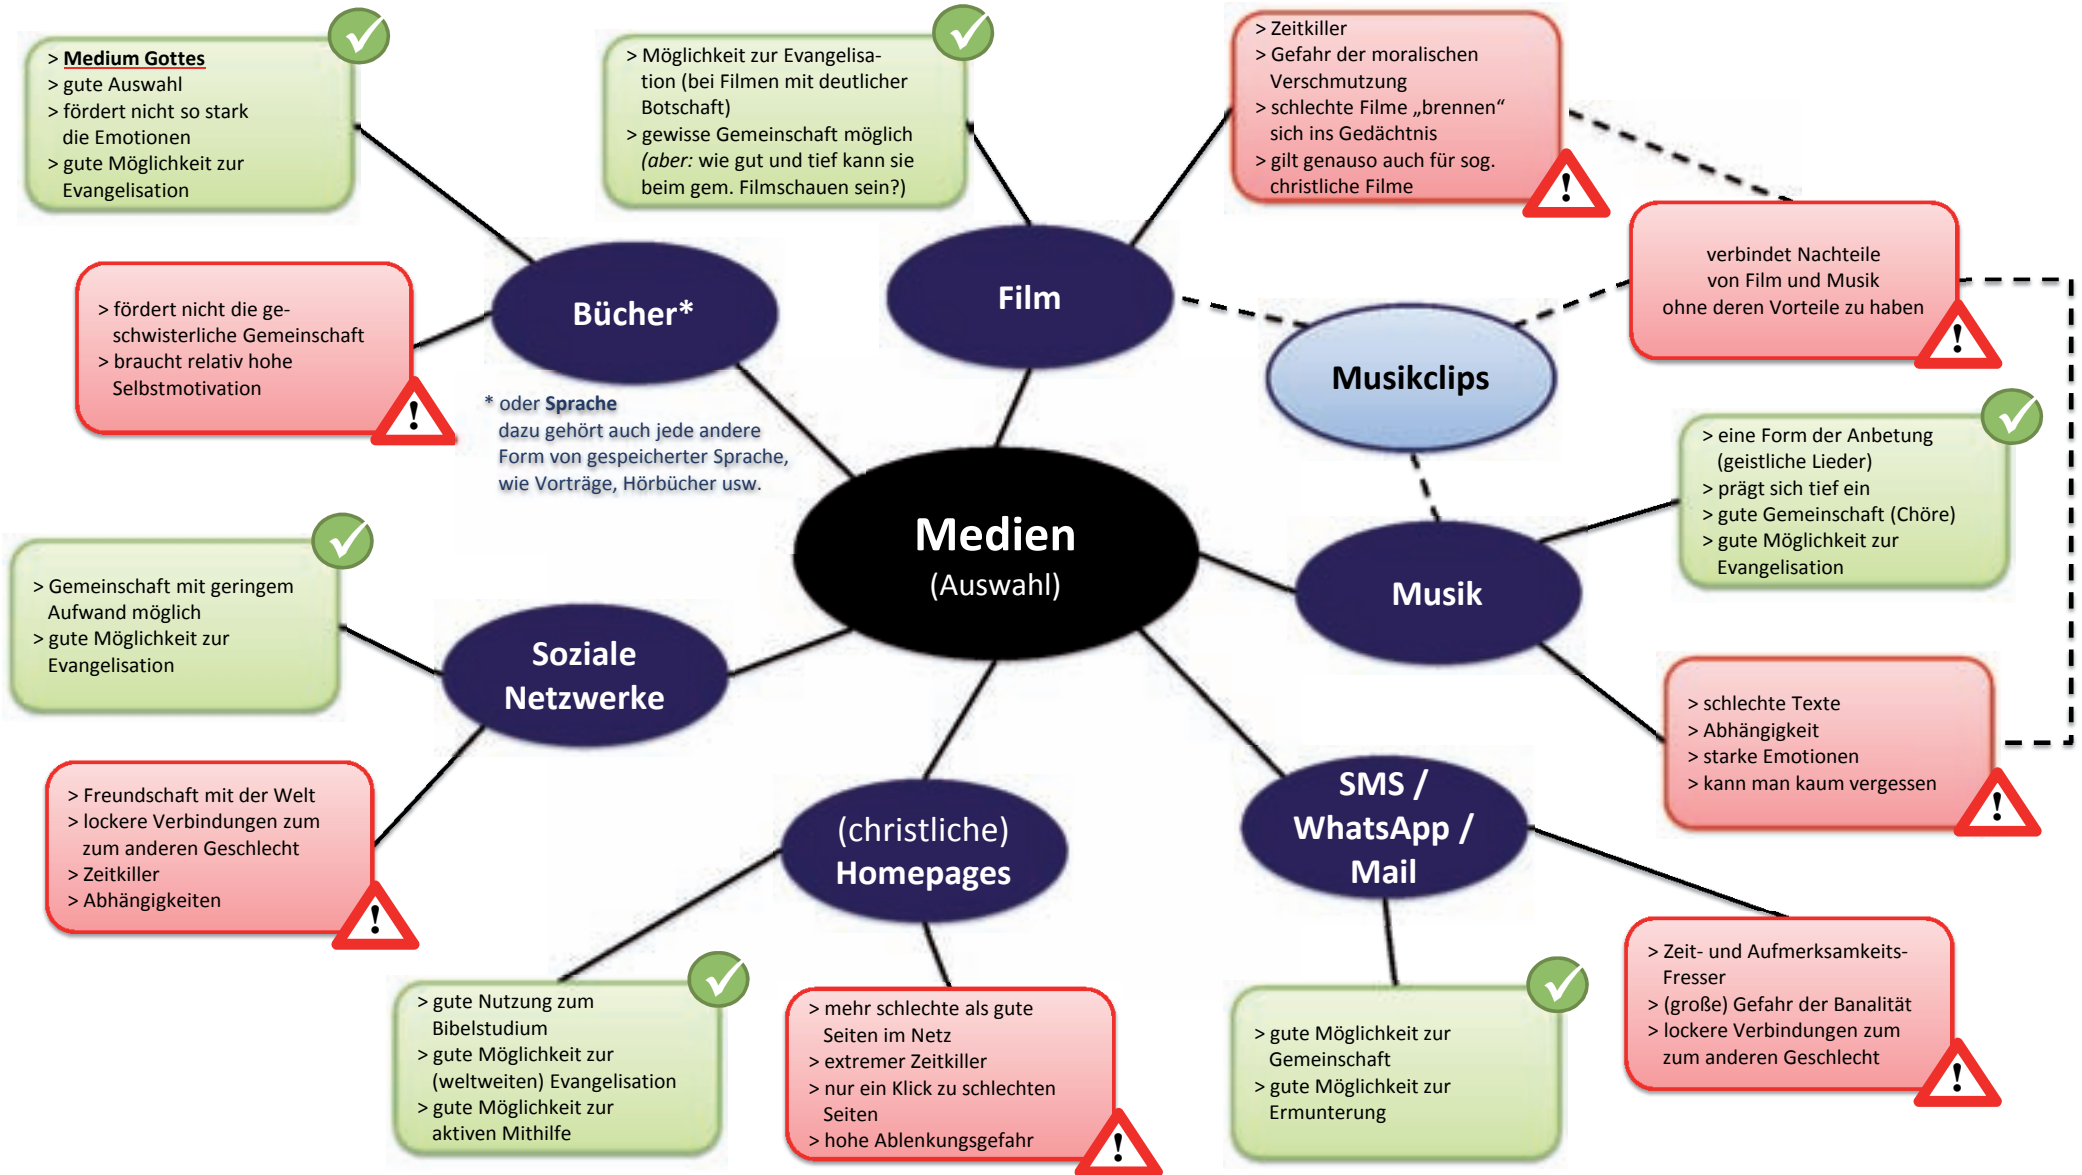 > Medium Gottes
> gute Auswahl
> fördert nicht so stark
die Emotionen
> gute Möglichkeit zur
Evangelisation
> Möglichkeit zur Evangelisa-
tion (bei Filmen mit deutlicher
Botschaft)
> gewisse Gemeinschaft möglich
(aber: wie gut und tief kann sie
beim gem. Filmschauen sein?)
> Zeitkiller
> Gefahr der moralischen
Verschmutzung
> schlechte Filme „brennen“
sich ins Gedächtnis
> gilt genauso auch für sog.
christliche Filme
!
verbindet Nachteile
von Film und Musik
ohne deren Vorteile zu haben
!
> fördert nicht die ge-
schwisterliche Gemeinschaft
> braucht relativ hohe
Selbstmotivation
!
Bücher*
* oder Sprache
dazu gehört auch jede andere
Form von gespeicherter Sprache,
wie Vorträge, Hörbücher usw.
Film
Musikclips
Medien
(Auswahl)
> eine Form der Anbetung
(geistliche Lieder)
> prägt sich tief ein
> gute Gemeinschaft (Chöre)
> gute Möglichkeit zur
Evangelisation
Musik
> schlechte Texte
> Abhängigkeit
> starke Emotionen
> kann man kaum vergessen
!
> Gemeinschaft mit geringem
Aufwand möglich
> gute Möglichkeit zur
Evangelisation
Soziale
Netzwerke
> Freundschaft mit der Welt
> lockere Verbindungen zum
zum anderen Geschlecht
> Zeitkiller
> Abhängigkeiten
!
(christliche)
Homepages
> gute Nutzung zum
Bibelstudium
> gute Möglichkeit zur
(weltweiten) Evangelisation
> gute Möglichkeit zur
aktiven Mithilfe
> mehr schlechte als gute
Seiten im Netz
> extremer Zeitkiller
> nur ein Klick zu schlechten
Seiten
> hohe Ablenkungsgefahr
!
SMS /
WhatsApp /
Mail
> gute Möglichkeit zur
Gemeinschaft
> gute Möglichkeit zur
Ermunterung
> Zeit- und Aufmerksamkeits-
Fresser
> (große) Gefahr der Banalität
> lockere Verbindungen zum
zum anderen Geschlecht
!